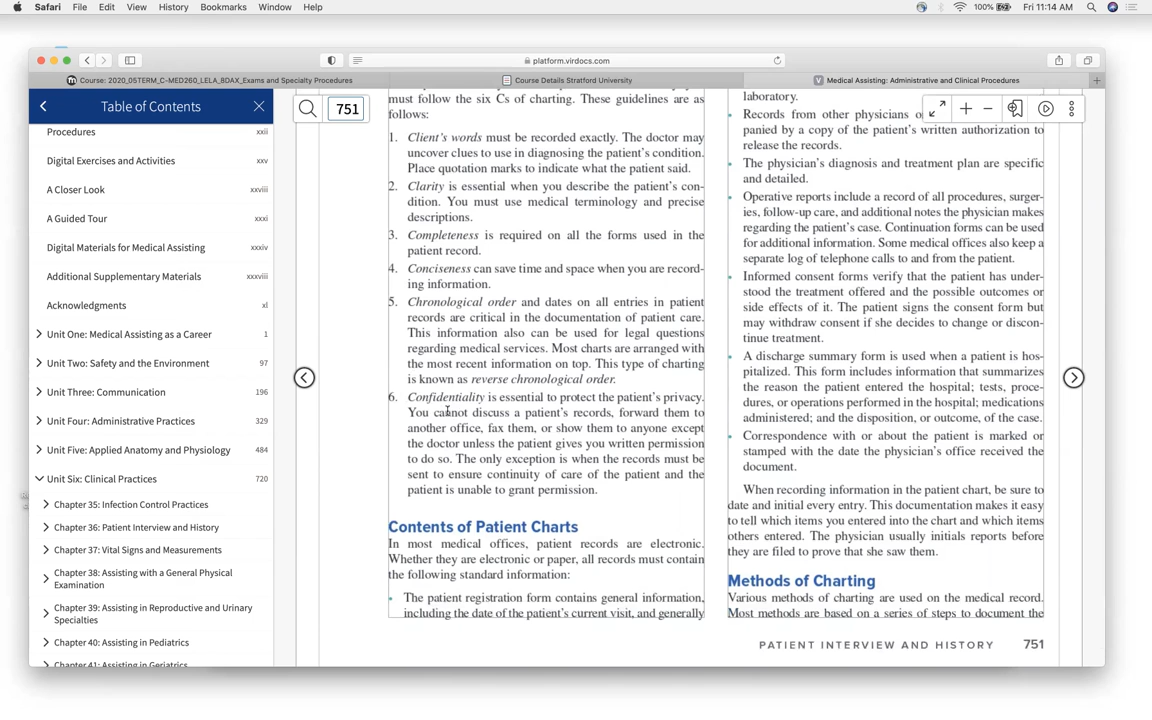 Safari File Edit View History Bookmarks Window Help
100% Fri 11:14 AM
platform.virdocs.com
Course: 2020_05TERM_C-MED260_LELA_8DAX_Exams and Specialty Procedures
Course Details Stratford University
Medical Assisting: Administrative and Clinical Procedures
Table of Contents
Procedures xxii
Digital Exercises and Activities xxv
A Closer Look xxviii
A Guided Tour xxxi
Digital Materials for Medical Assisting xxxiv
Additional Supplementary Materials xxxviii
Acknowledgments xl
Unit One: Medical Assisting as a Career 1
Unit Two: Safety and the Environment 97
Unit Three: Communication 196
Unit Four: Administrative Practices 329
Unit Five: Applied Anatomy and Physiology 484
Unit Six: Clinical Practices 720
Chapter 35: Infection Control Practices
Chapter 36: Patient Interview and History
Chapter 37: Vital Signs and Measurements
Chapter 38: Assisting with a General Physical
Examination
Chapter 39: Assisting in Reproductive and Urinary
Specialties
Chapter 40: Assisting in Pediatrics
Chapter 41: Assisting in Geriatrics
751
must follow the six Cs of charting. These guidelines are as
follows:
1. Client's words must be recorded exactly. The doctor may
uncover clues to use in diagnosing the patient's condition.
Place quotation marks to indicate what the patient said.
2. Clarity is essential when you describe the patient's con-
dition. You must use medical terminology and precise
descriptions.
3. Completeness is required on all the forms used in the
patient record.
4. Conciseness can save time and space when you are record-
ing information.
5. Chronological order and dates on all entries in patient
records are critical in the documentation of patient care.
This information also can be used for legal questions
regarding medical services. Most charts are arranged with
the most recent information on top. This type of charting
is known as reverse chronological order.
6. Confidentiality is essential to protect the patient's privacy.
You cannot discuss a patient's records, forward them to
another office, fax them, or show them to anyone except
the doctor unless the patient gives you written permission
to do so. The only exception is when the records must be
sent to ensure continuity of care of the patient and the
patient is unable to grant permission.
Contents of Patient Charts
In most medical offices, patient records are electronic.
Whether they are electronic or paper, all records must contain
the following standard information:
• The patient registration form contains general information,
including the date of the patient's current visit, and generally
laboratory.
• Records from other physicians
panied by a copy of the patient's written authorization to
release the records.
• The physician's diagnosis and treatment plan are specific
and detailed.
• Operative reports include a record of all procedures, surger-
ies, follow-up care, and additional notes the physician makes
regarding the patient's case. Continuation forms can be used
for additional information. Some medical offices also keep a
separate log of telephone calls to and from the patient.
• Informed consent forms verify that the patient has under-
stood the treatment offered and the possible outcomes or
side effects of it. The patient signs the consent form but
may withdraw consent if she decides to change or discon-
tinue treatment.
• A discharge summary form is used when a patient is hos-
pitalized. This form includes information that summarizes
the reason the patient entered the hospital; tests, proce-
dures, or operations performed in the hospital; medications
administered; and the disposition, or outcome, of the case.
• Correspondence with or about the patient is marked or
stamped with the date the physician's office received the
document.
When recording information in the patient chart, be sure to
date and initial every entry. This documentation makes it easy
to tell which items you entered into the chart and which items
others entered. The physician usually initials reports before
they are filed to prove that she saw them.
Methods of Charting
Various methods of charting are used on the medical record.
Most methods are based on a series of steps to document the
PATIENT INTERVIEW AND HISTORY 751